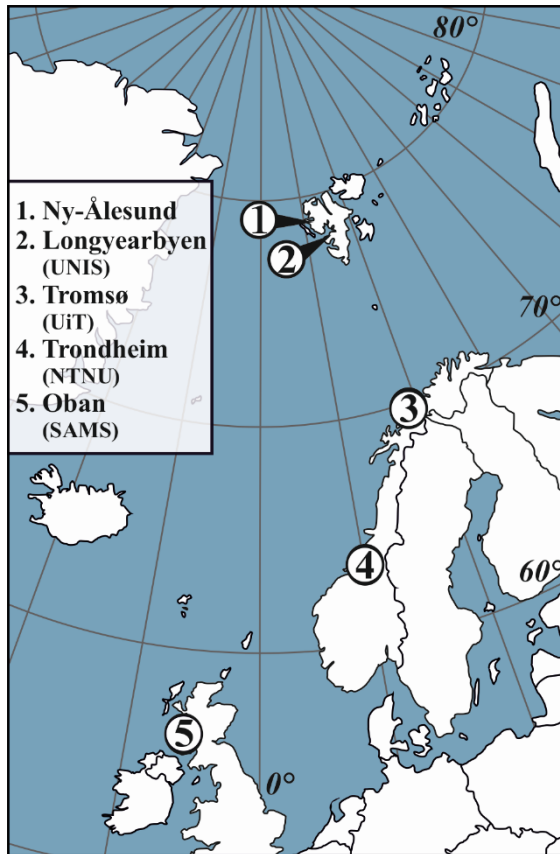 80°
1. Ny-Ålesund
2. Longyearbyen
(UNIS)
3. Tromsø
(UiT)
4. Trondheim
(NTNU)
5. Oban
(SAMS)
1
2
70°
3
4
60°
5
0°